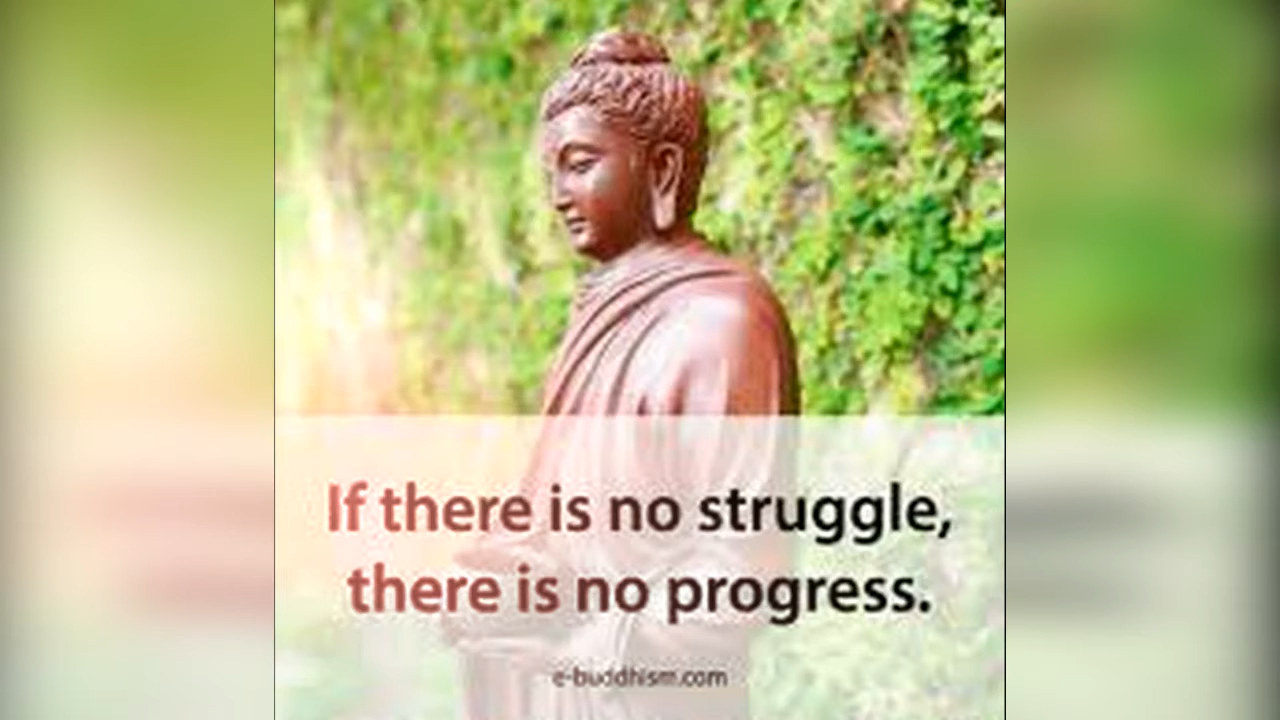 If there is no struggle,
there is no progress.
e-buddhism.com